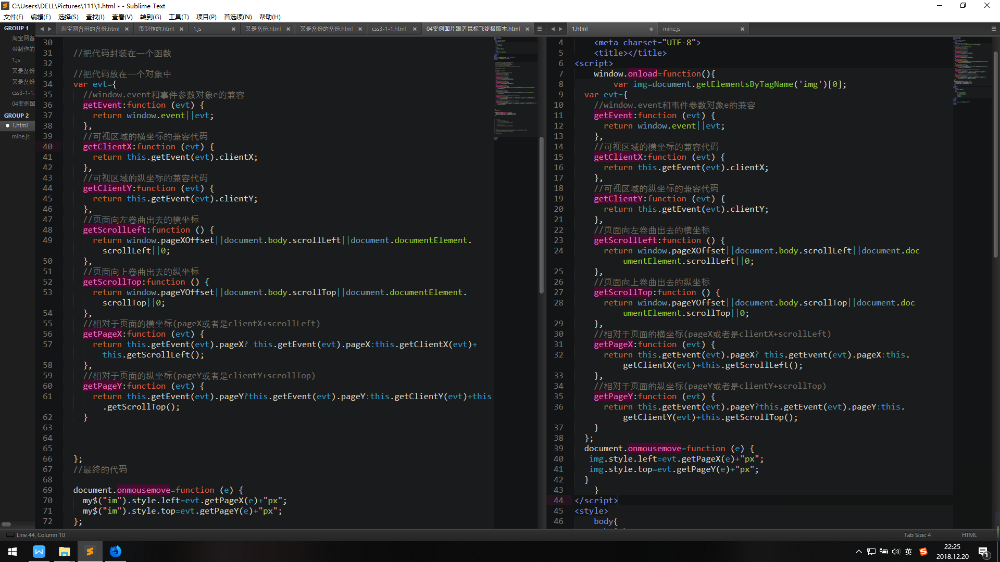 C:\Users\DELL\Pictures\111\1.html • - Sublime Text
文件(F) 编辑(E) 选择(S) 查找(I) 查看(V) 转到(G) 工具(T) 项目(P) 首选项(N) 帮助(H)
GROUP 1
淘宝网备
带制作的
1.js
又是备份
又是备份
css3-1-1.
04案例图
GROUP 2
1.html
mine.js
淘宝网备份的备份.html 带制作的.html 1.js 又是备份.html 又是备份的备份.html css3-1-1.html 04案例图片跟着鼠标飞终极版本.html
30
31 //把代码封装在一个函数
32
33 //把代码放在一个对象中
34 var evt={
35 //window.event和事件参数对象e的兼容
36 getEvent:function (evt) {
37 return window.event||evt;
38 },
39 //可视区域的横坐标的兼容代码
40 getClientX:function (evt) {
41 return this.getEvent(evt).clientX;
42 },
43 //可视区域的纵坐标的兼容代码
44 getClientY:function (evt) {
45 return this.getEvent(evt).clientY;
46 },
47 //页面向左卷曲出去的横坐标
48 getScrollLeft:function () {
49 return window.pageXOffset||document.body.scrollLeft||document.documentElement.
scrollLeft||0;
50 },
51 //页面向上卷曲出去的纵坐标
52 getScrollTop:function () {
53 return window.pageYOffset||document.body.scrollTop||document.documentElement.
scrollTop||0;
54 },
55 //相对于页面的横坐标(pageX或者是clientX+scrollLeft)
56 getPageX:function (evt) {
57 return this.getEvent(evt).pageX? this.getEvent(evt).pageX:this.getClientX(evt)+
this.getScrollLeft();
58 },
59 //相对于页面的纵坐标(pageY或者是clientY+scrollTop)
60 getPageY:function (evt) {
61 return this.getEvent(evt).pageY?this.getEvent(evt).pageY:this.getClientY(evt)+this
.getScrollTop();
62 }
63
64
65
66 };
67 //最终的代码
68
69 document.onmousemove=function (e) {
70 my$("im").style.left=evt.getPageX(e)+"px";
71 my$("im").style.top=evt.getPageY(e)+"px";
72 };
1.html mine.js
4 <meta charset="UTF-8">
5 <title></title>
6 <script>
7 window.onload=function(){
8 var img=document.getElementsByTagName('img')[0];
9 var evt={
10 //window.event和事件参数对象e的兼容
11 getEvent:function (evt) {
12 return window.event||evt;
13 },
14 //可视区域的横坐标的兼容代码
15 getClientX:function (evt) {
16 return this.getEvent(evt).clientX;
17 },
18 //可视区域的纵坐标的兼容代码
19 getClientY:function (evt) {
20 return this.getEvent(evt).clientY;
21 },
22 //页面向左卷曲出去的横坐标
23 getScrollLeft:function () {
24 return window.pageXOffset||document.body.scrollLeft||document.doc
umentElement.scrollLeft||0;
25 },
26 //页面向上卷曲出去的纵坐标
27 getScrollTop:function () {
28 return window.pageYOffset||document.body.scrollTop||document.doc
umentElement.scrollTop||0;
29 },
30 //相对于页面的横坐标(pageX或者是clientX+scrollLeft)
31 getPageX:function (evt) {
32 return this.getEvent(evt).pageX? this.getEvent(evt).pageX:this.
getClientX(evt)+this.getScrollLeft();
33 },
34 //相对于页面的纵坐标(pageY或者是clientY+scrollTop)
35 getPageY:function (evt) {
36 return this.getEvent(evt).pageY?this.getEvent(evt).pageY:this.
getClientY(evt)+this.getScrollTop();
37 }
38 };
39 document.onmousemove=function (e) {
40 img.style.left=evt.getPageX(e)+"px";
41 img.style.top=evt.getPageY(e)+"px";
42 }
43 }
44 </script>
45 <style>
46 body{
Line 44, Column 10 Tab Size: 4 HTML
英
22:25
2018.12.20
1